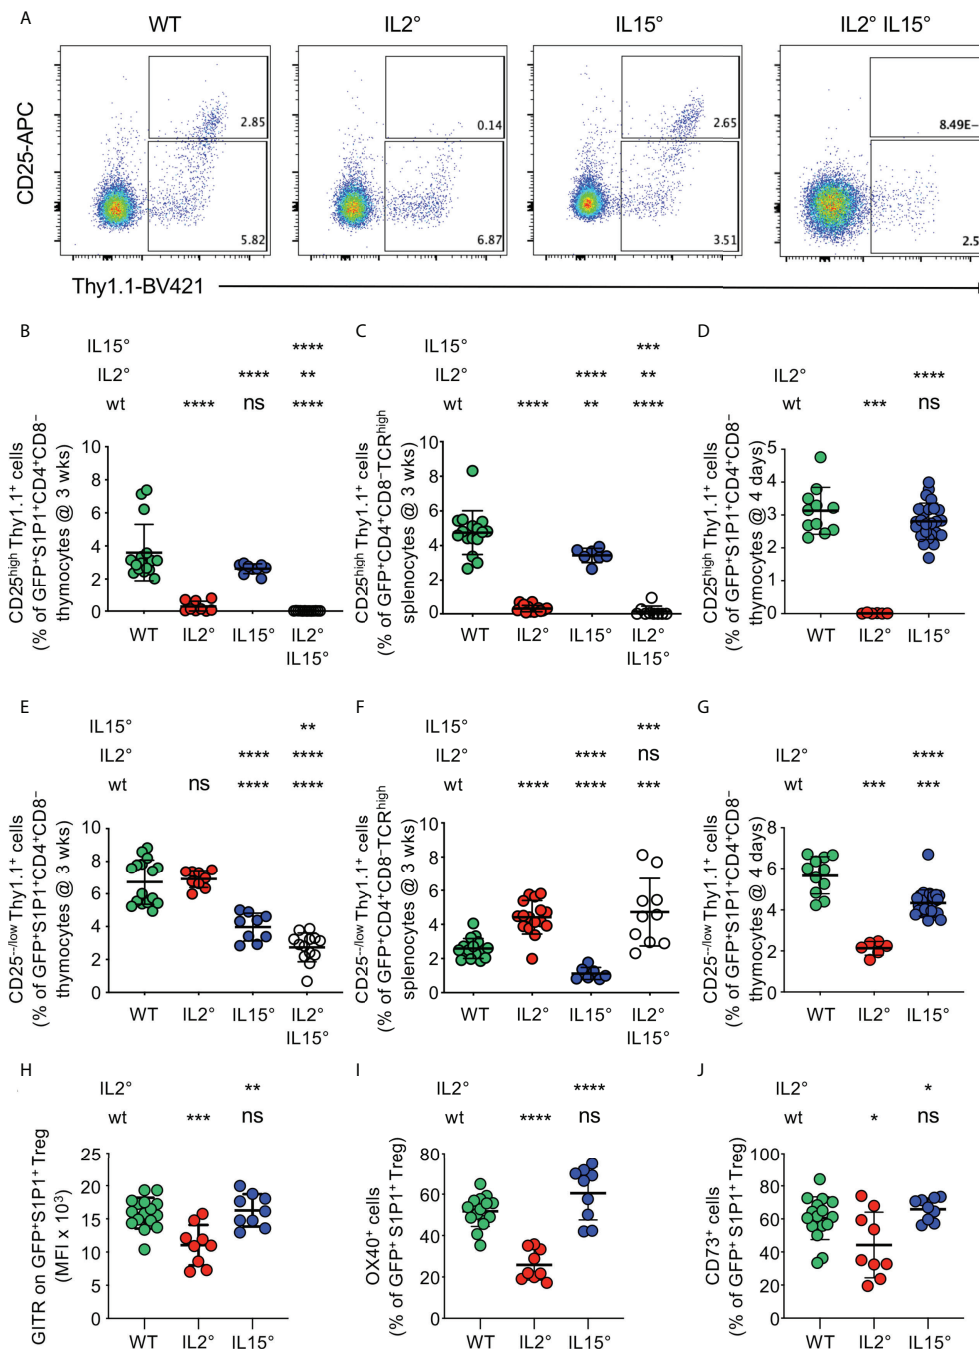 A
WT
IL2°
IL15°
IL2° IL15°
CD25-APC
2.85
5.82
0.14
6.87
2.65
3.51
8.49E-
2.5
Thy1.1-BV421
B
IL15° ****
IL2° **** **
wt **** ns ****
CD25high Thy1.1+ cells
(% of GFP+S1P1+CD4+CD8−
thymocytes @ 3 wks)
10
8
6
4
2
0
WT
IL2°
IL15°
IL2°
IL15°
C
IL15° ***
IL2° **** **
wt **** ** ****
CD25high Thy1.1+ cells
(% of GFP+CD4+CD8−TCRhigh
splenocytes @ 3 wks)
10
8
6
4
2
0
WT
IL2°
IL15°
IL2°
IL15°
D
IL2° ****
wt *** ns
CD25high Thy1.1+ cells
(% of GFP+S1P1+CD4+CD8−
thymocytes @ 4 days)
5
4
3
2
1
0
WT
IL2°
IL15°
E
IL15° **
IL2° **** ****
wt ns **** ****
CD25−-/low Thy1.1+ cells
(% of GFP+S1P1+CD4+CD8−
thymocytes @ 3 wks)
10
8
6
4
2
0
WT
IL2°
IL15°
IL2°
IL15°
F
IL15° ***
IL2° **** ns
wt **** **** ***
CD25−-/low Thy1.1+ cells
(% of GFP+CD4+CD8-TCRhigh
splenocytes @ 3 wks)
10
8
6
4
2
0
WT
IL2°
IL15°
IL2°
IL15°
G
IL2° ****
wt *** ***
CD25−-/low Thy1.1+ cells
(% of GFP+S1P1+CD4+CD8−
thymocytes @ 4 days)
8
6
4
2
0
WT
IL2°
IL15°
H
IL2° **
wt *** ns
GITR on GFP+S1P1+ Treg
(MFI x 10³)
25
20
15
10
5
0
WT
IL2°
IL15°
I
IL2° ****
wt **** ns
OX40+ cells
(% of GFP+ S1P1+ Treg)
80
60
40
20
0
WT
IL2°
IL15°
J
IL2° *
wt * ns
CD73+ cells
(% of GFP+ S1P1+ Treg)
80
60
40
20
0
WT
IL2°
IL15°